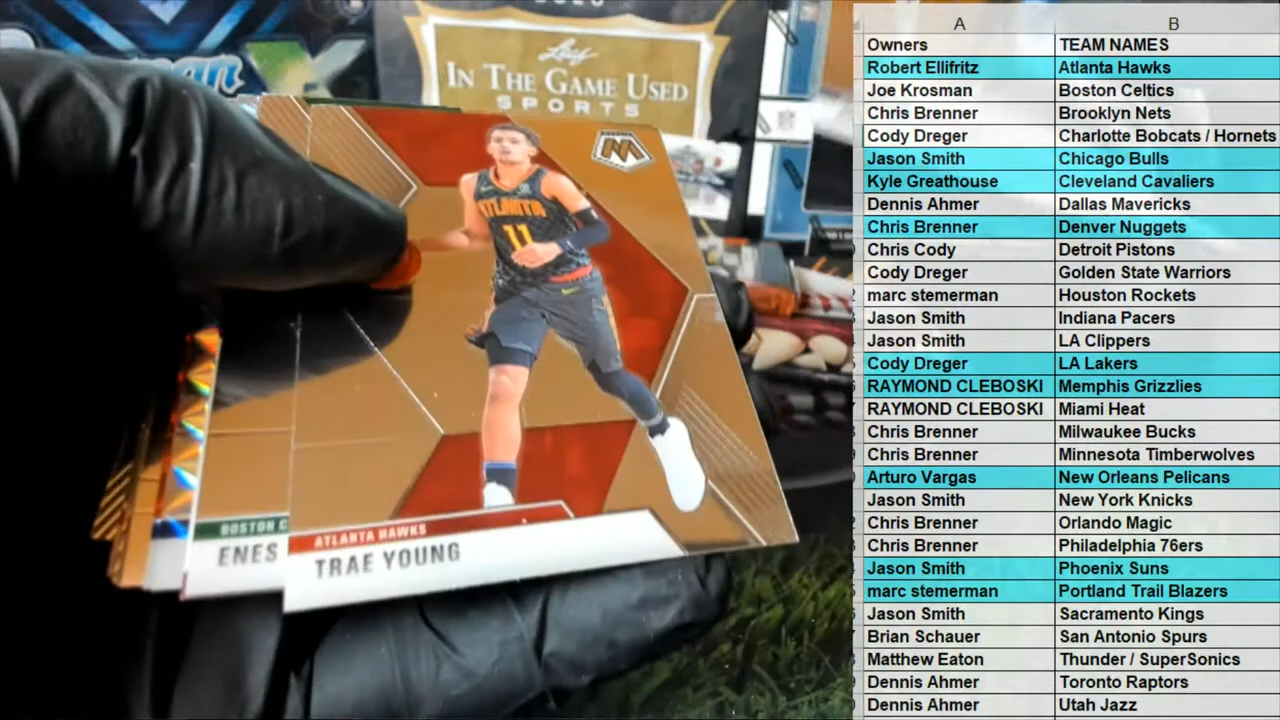 Leaf
IN THE GAME USED
SPORTS
ATLANTA
11
BOSTON C
ENES
ATLANTA HAWKS
TRAE YOUNG
A B
Owners TEAM NAMES
Robert Ellifritz Atlanta Hawks
Joe Krosman Boston Celtics
Chris Brenner Brooklyn Nets
Cody Dreger Charlotte Bobcats / Hornets
Jason Smith Chicago Bulls
Kyle Greathouse Cleveland Cavaliers
Dennis Ahmer Dallas Mavericks
Chris Brenner Denver Nuggets
Chris Cody Detroit Pistons
Cody Dreger Golden State Warriors
marc stemerman Houston Rockets
Jason Smith Indiana Pacers
Jason Smith LA Clippers
Cody Dreger LA Lakers
RAYMOND CLEBOSKI Memphis Grizzlies
RAYMOND CLEBOSKI Miami Heat
Chris Brenner Milwaukee Bucks
Chris Brenner Minnesota Timberwolves
Arturo Vargas New Orleans Pelicans
Jason Smith New York Knicks
Chris Brenner Orlando Magic
Chris Brenner Philadelphia 76ers
Jason Smith Phoenix Suns
marc stemerman Portland Trail Blazers
Jason Smith Sacramento Kings
Brian Schauer San Antonio Spurs
Matthew Eaton Thunder / SuperSonics
Dennis Ahmer Toronto Raptors
Dennis Ahmer Utah Jazz